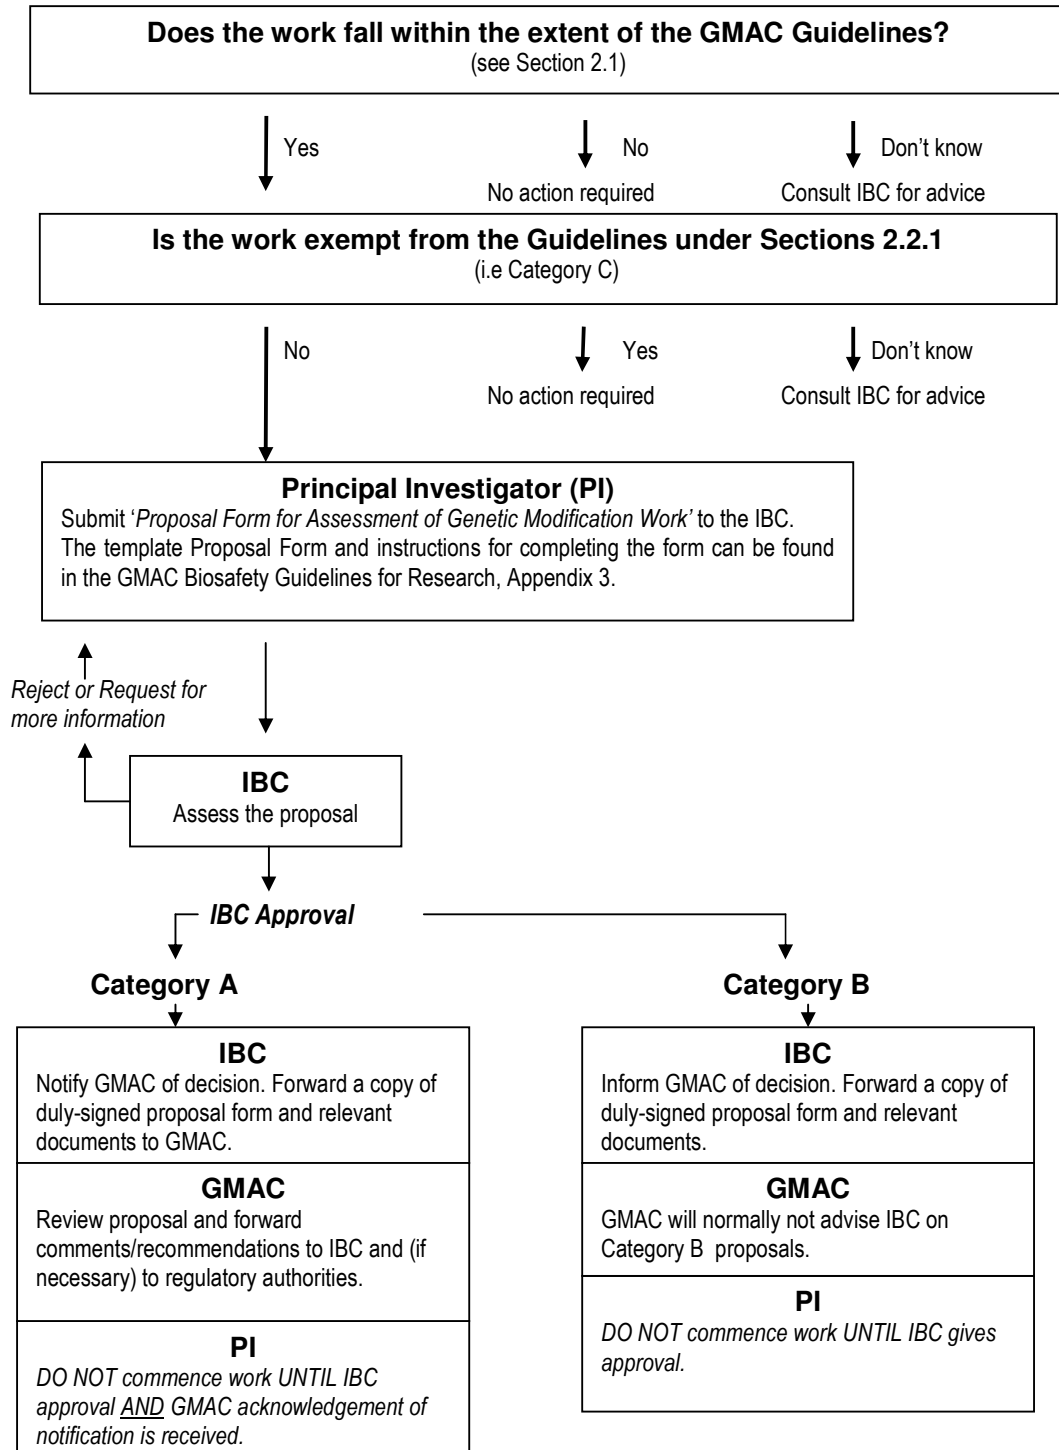 Does the work fall within the extent of the GMAC Guidelines?
(see Section 2.1)
Yes
No
Don't know
No action required
Consult IBC for advice
Is the work exempt from the Guidelines under Sections 2.2.1
(i.e Category C)
No
Yes
Don't know
No action required
Consult IBC for advice
Principal Investigator (PI)
Submit 'Proposal Form for Assessment of Genetic Modification Work' to the IBC.
The template Proposal Form and instructions for completing the form can be found
in the GMAC Biosafety Guidelines for Research, Appendix 3.
Reject or Request for
more information
IBC
Assess the proposal
IBC Approval
Category A
IBC
Notify GMAC of decision. Forward a copy of
duly-signed proposal form and relevant
documents to GMAC.
GMAC
Review proposal and forward
comments/recommendations to IBC and (if
necessary) to regulatory authorities.
PI
DO NOT commence work UNTIL IBC
approval AND GMAC acknowledgement of
notification is received.
Category B
IBC
Inform GMAC of decision. Forward a copy of
duly-signed proposal form and relevant
documents.
GMAC
GMAC will normally not advise IBC on
Category B proposals.
PI
DO NOT commence work UNTIL IBC gives
approval.